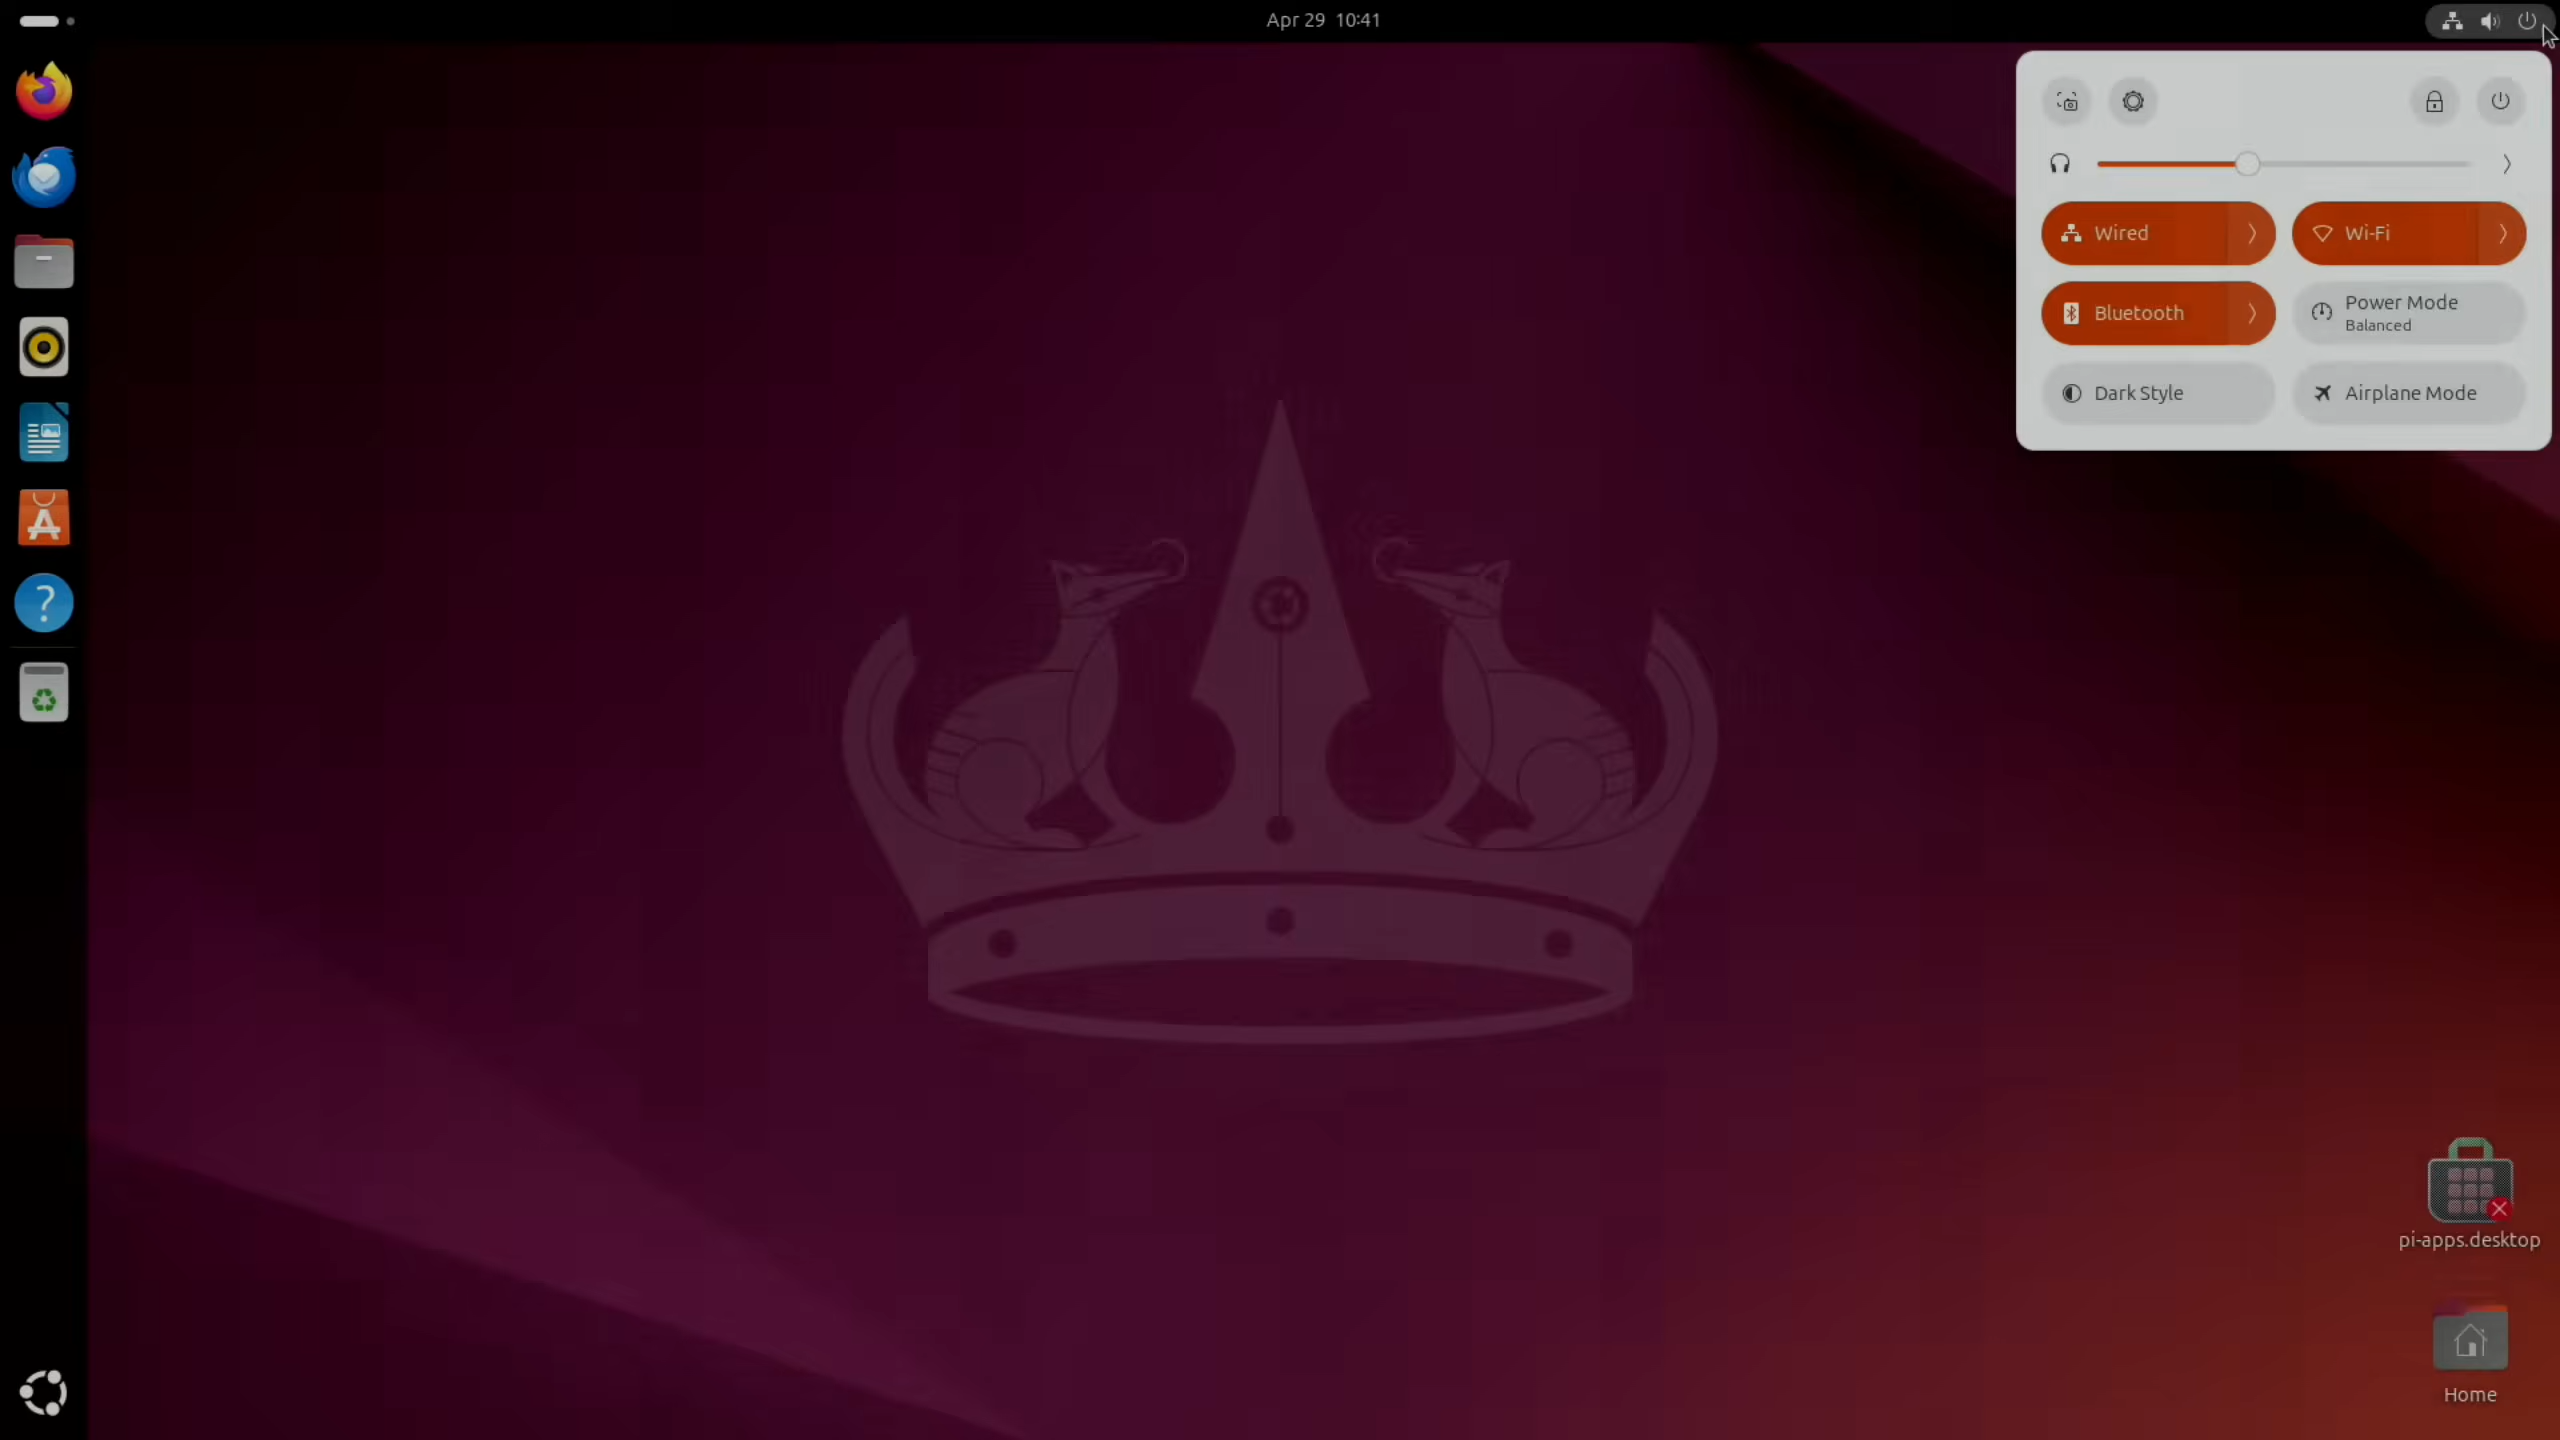 Apr 29 10:41
Wired
Wi-Fi
Bluetooth
Power Mode
Balanced
Dark Style
Airplane Mode
pi-apps.desktop
Home